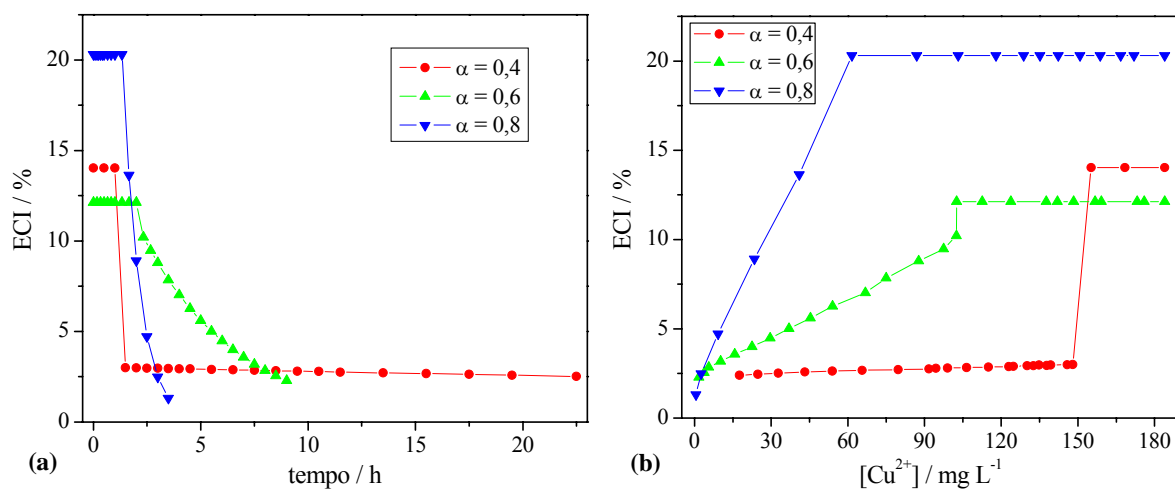 ECI / %
20
15
10
5
0
α = 0,4
α = 0,6
α = 0,8
0 5 10 15 20
tempo / h
(a)
ECI / %
20
15
10
5
0
α = 0,4
α = 0,6
α = 0,8
0 30 60 90 120 150 180
[Cu²⁺] / mg L⁻¹
(b)